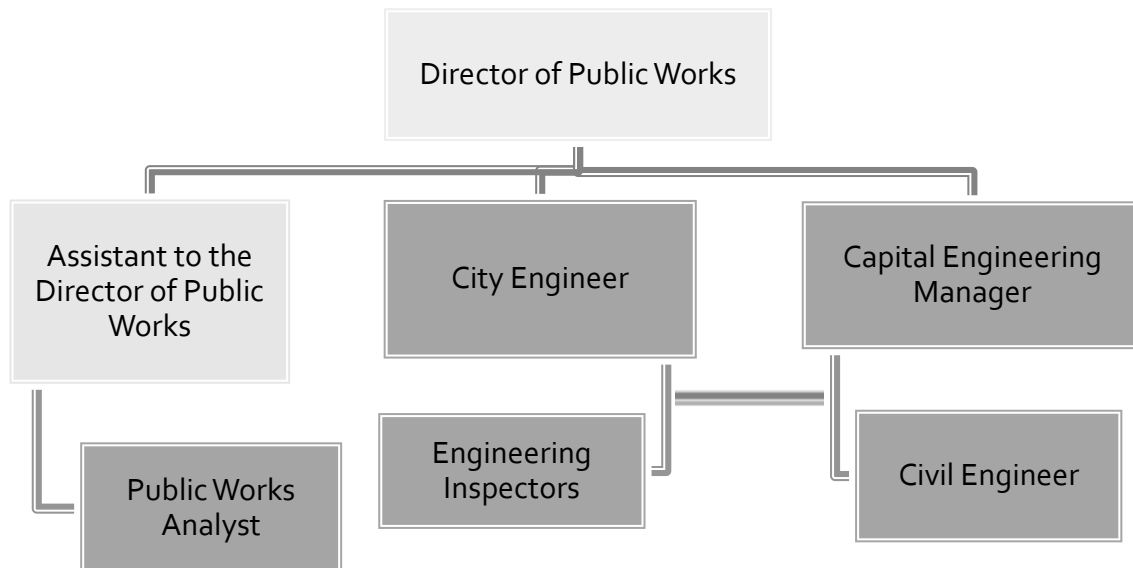 Director of Public Works
Assistant to the
Director of Public
Works
City Engineer
Capital Engineering
Manager
Public Works
Analyst
Engineering
Inspectors
Civil Engineer